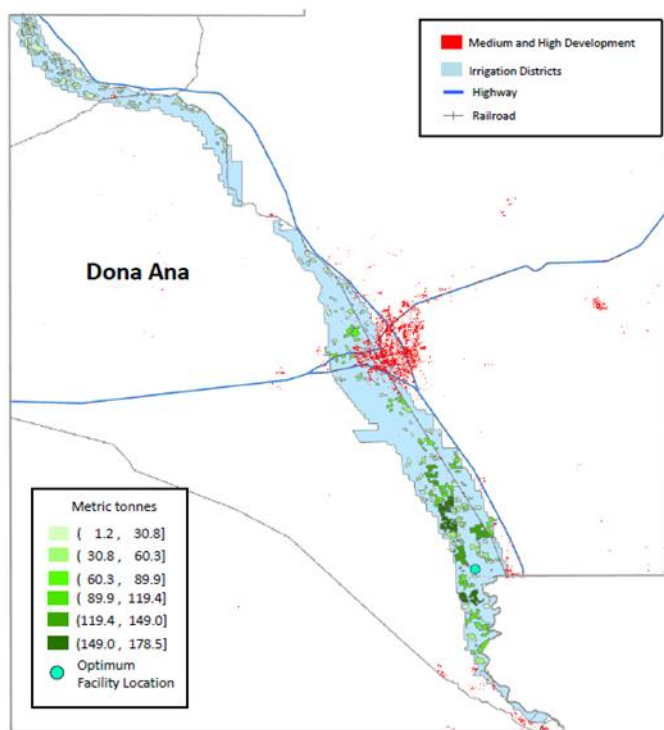 Medium and High Development
Irrigation Districts
Highway
Railroad
Dona Ana
Metric tonnes
( 1.2 , 30.8]
( 30.8 , 60.3]
( 60.3 , 89.9]
( 89.9 , 119.4]
(119.4 , 149.0]
(149.0 , 178.5]
Optimum
Facility Location